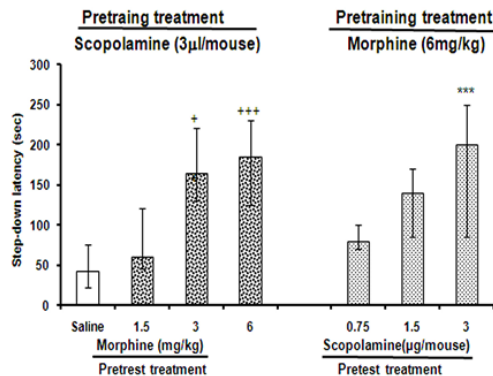 Pretraing treatment
Pretraining treatment
Scopolamine (3µl/mouse)
Morphine (6mg/kg)
Step-down latency (sec)
300
250
200
150
100
50
0
+
+++
***
Saline 1.5 3 6 0.75 1.5 3
Morphine (mg/kg)
Scopolamine(µg/mouse)
Pretrest treatment
Pretest treatment